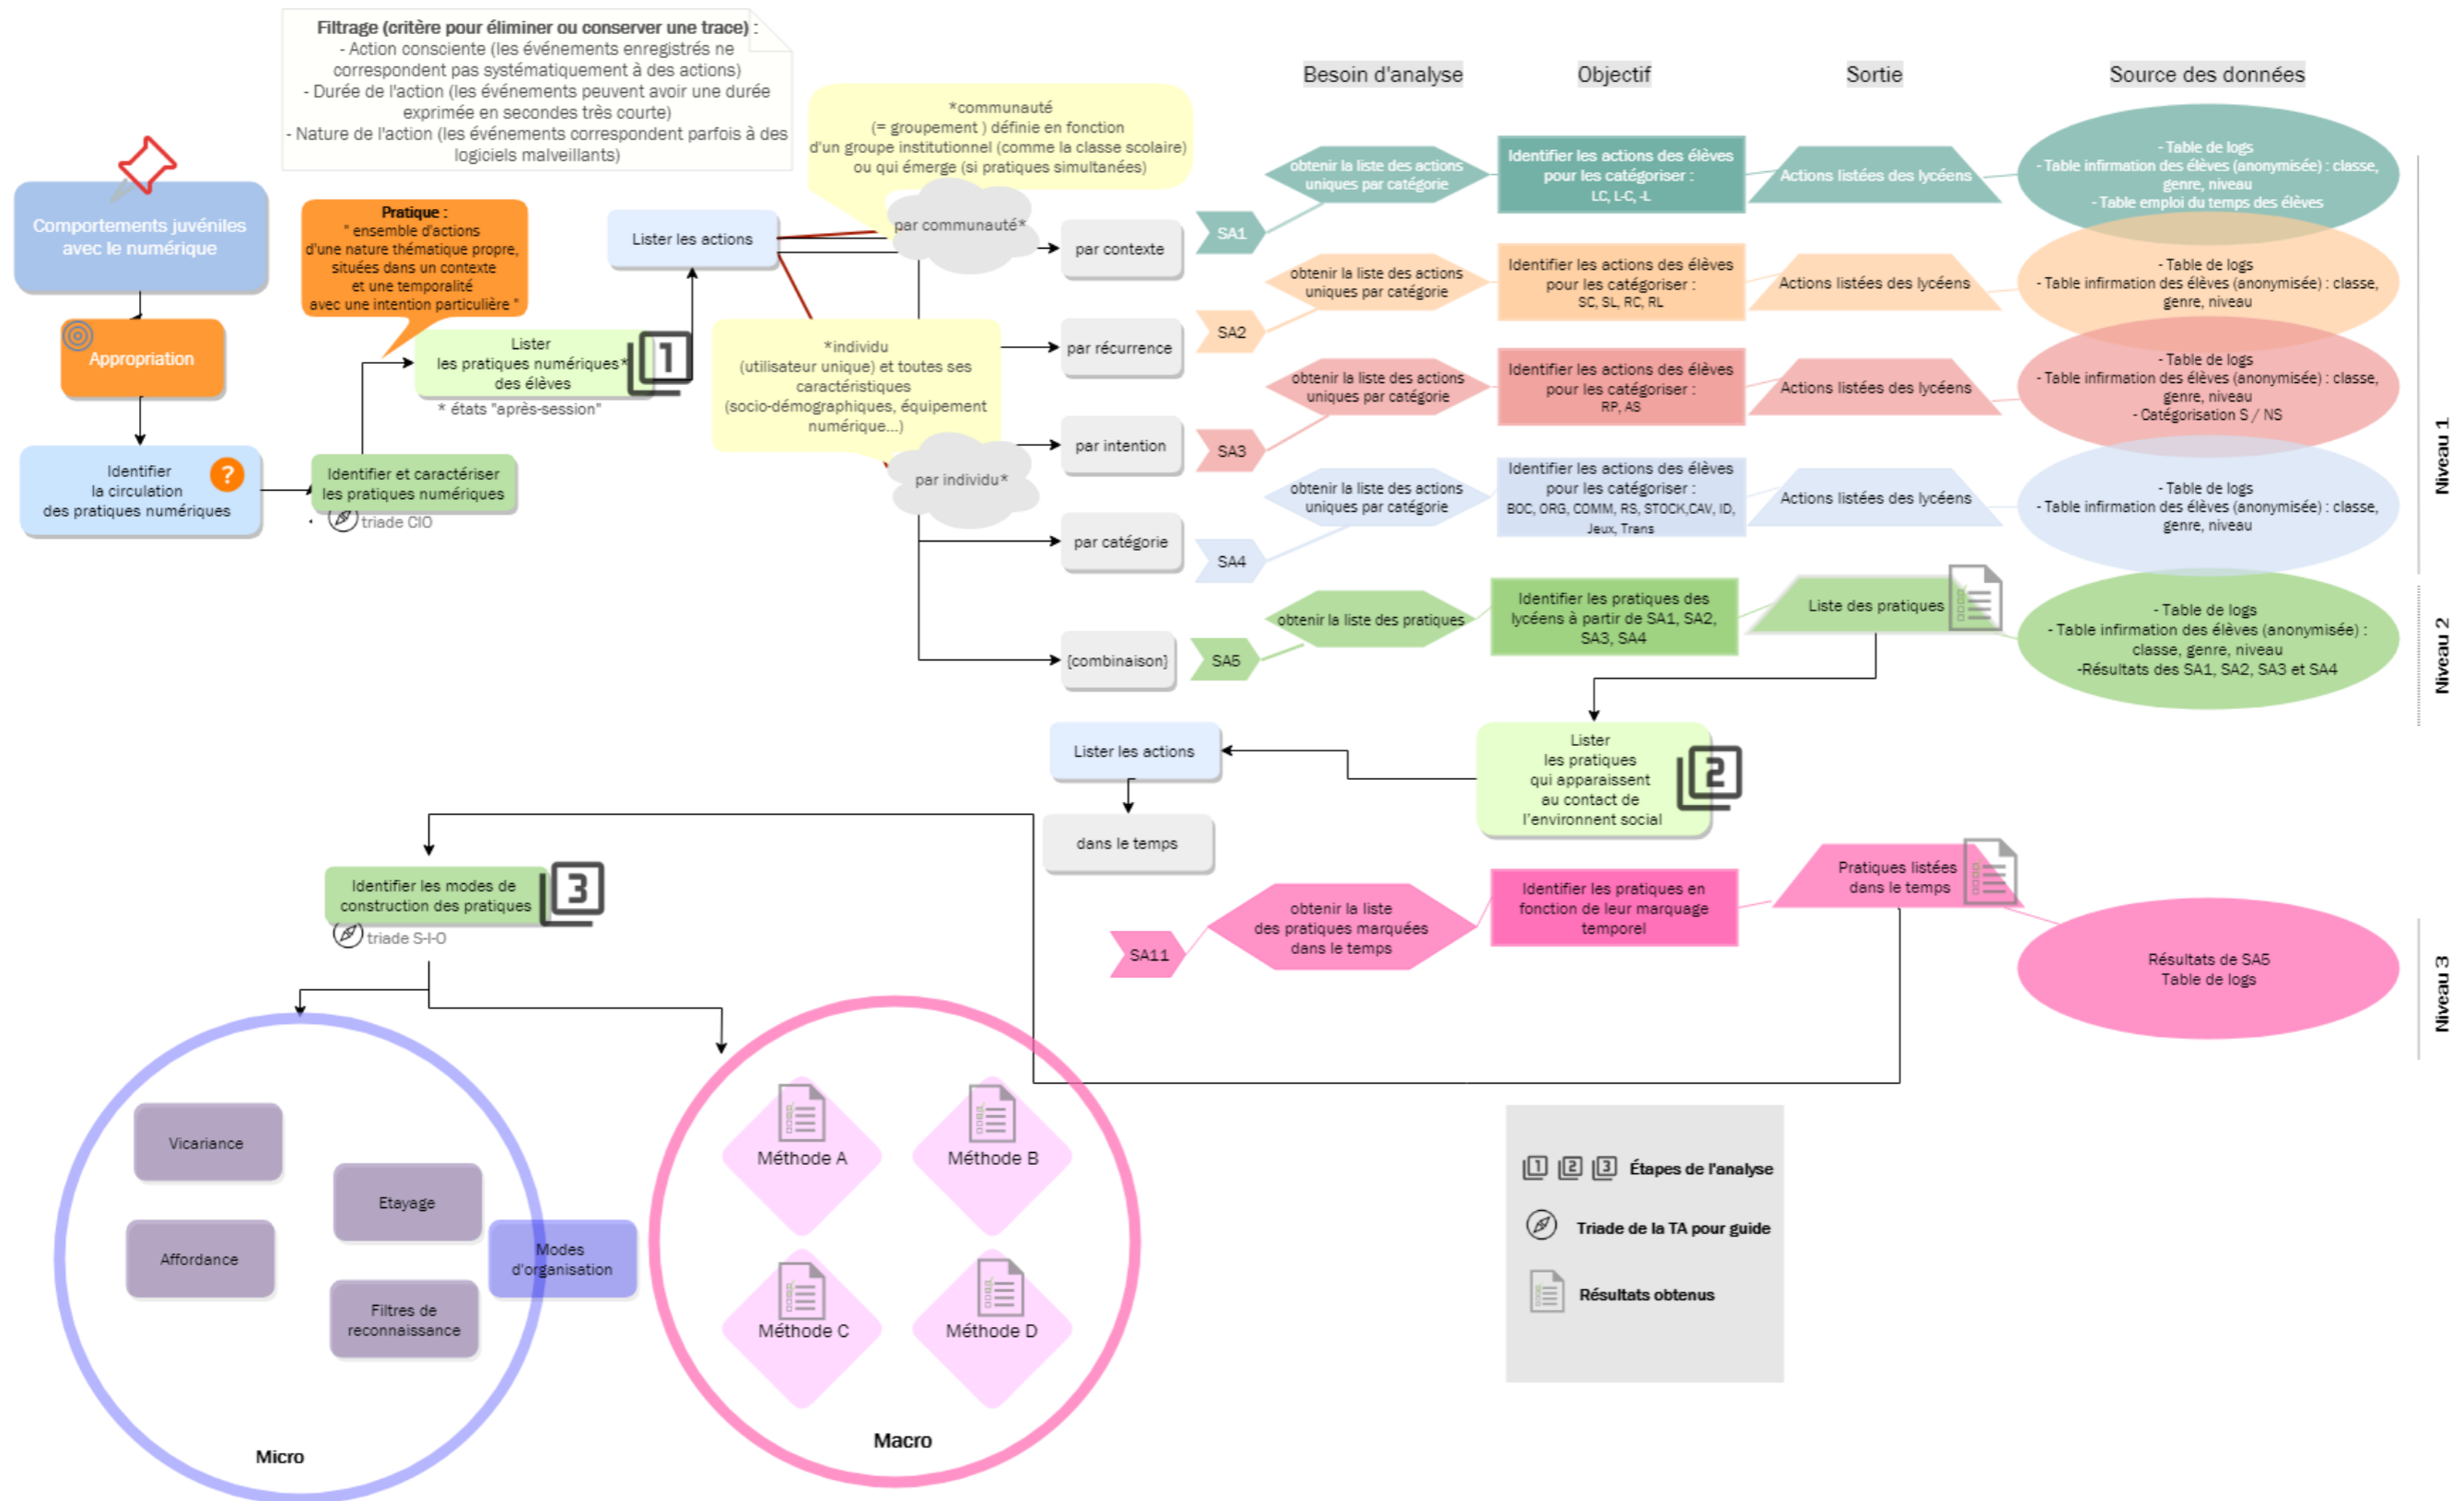 Filtrage (critère pour éliminer ou conserver une trace) :
- Action consciente (les événements enregistrés ne
correspondent pas systématiquement à des actions)
- Durée de l'action (les événements peuvent avoir une durée
exprimée en secondes très courte)
- Nature de l'action (les événements correspondent parfois à des
logiciels malveillants)
Comportements juvéniles
avec le numérique
Appropriation
Identifier
la circulation
des pratiques numériques
?
Identifier et caractériser
les pratiques numériques
triade CIO
Pratique :
" ensemble d'actions
d'une nature thématique propre,
situées dans un contexte
et une temporalité
avec une intention particulière "
Lister
les pratiques numériques*
des élèves
1
* états "après-session"
Lister les actions
*communauté
(= groupement ) définie en fonction
d'un groupe institutionnel (comme la classe scolaire)
ou qui émerge (si pratiques simultanées)
par communauté*
*individu
(utilisateur unique) et toutes ses
caractéristiques
(socio-démographiques, équipement
numérique...)
par individu*
par contexte
par récurrence
par intention
par catégorie
{combinaison}
Besoin d'analyse
Objectif
Sortie
Source des données
SA1
obtenir la liste des actions
uniques par catégorie
Identifier les actions des élèves
pour les catégoriser :
LC, L-C, -L
Actions listées des lycéens
- Table de logs
- Table infirmation des élèves (anonymisée) : classe,
genre, niveau
- Table emploi du temps des élèves
SA2
obtenir la liste des actions
uniques par catégorie
Identifier les actions des élèves
pour les catégoriser :
SC, SL, RC, RL
Actions listées des lycéens
- Table de logs
- Table infirmation des élèves (anonymisée) : classe,
genre, niveau
SA3
obtenir la liste des actions
uniques par catégorie
Identifier les actions des élèves
pour les catégoriser :
RP, AS
Actions listées des lycéens
- Table de logs
- Table infirmation des élèves (anonymisée) : classe,
genre, niveau
- Catégorisation S / NS
SA4
obtenir la liste des actions
uniques par catégorie
Identifier les actions des élèves
pour les catégoriser :
BOC, ORG, COMM, RS, STOCK,CAV, ID,
Jeux, Trans
Actions listées des lycéens
- Table de logs
- Table infirmation des élèves (anonymisée) : classe,
genre, niveau
Niveau 1
SA5
obtenir la liste des pratiques
Identifier les pratiques des
lycéens à partir de SA1, SA2,
SA3, SA4
Liste des pratiques
- Table de logs
- Table infirmation des élèves (anonymisée) :
classe, genre, niveau
-Résultats des SA1, SA2, SA3 et SA4
Niveau 2
Lister
les pratiques
qui apparaissent
au contact de
l'environnent social
2
Lister les actions
dans le temps
SA11
obtenir la liste
des pratiques marquées
dans le temps
Identifier les pratiques en
fonction de leur marquage
temporel
Pratiques listées
dans le temps
Résultats de SA5
Table de logs
Niveau 3
Identifier les modes de
construction des pratiques
3
triade S-I-O
Vicariance
Etayage
Affordance
Modes
d'organisation
Filtres de
reconnaissance
Micro
Méthode A
Méthode B
Méthode C
Méthode D
Macro
1 2 3 Étapes de l'analyse
Triade de la TA pour guide
Résultats obtenus